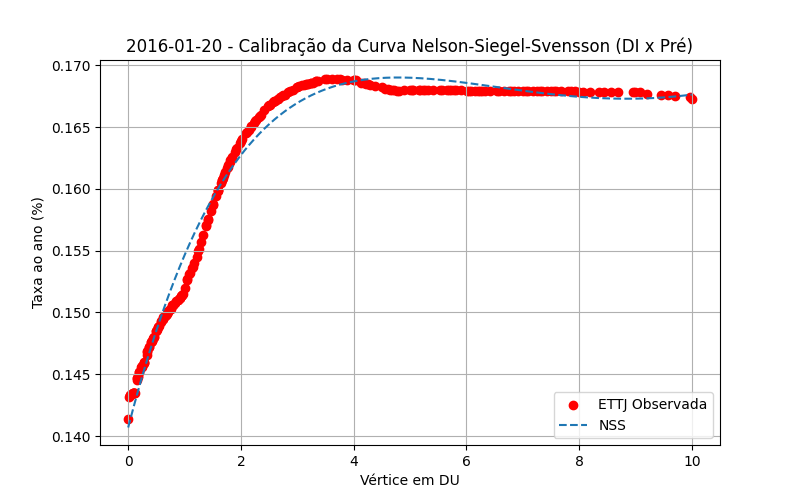 2016-01-20 - Calibração da Curva Nelson-Siegel-Svensson (DI x Pré)
0.170
0.165
0.160
0.155
0.150
0.145
0.140
Taxa ao ano (%)
ETTJ Observada
NSS
0 2 4 6 8 10
Vértice em DU